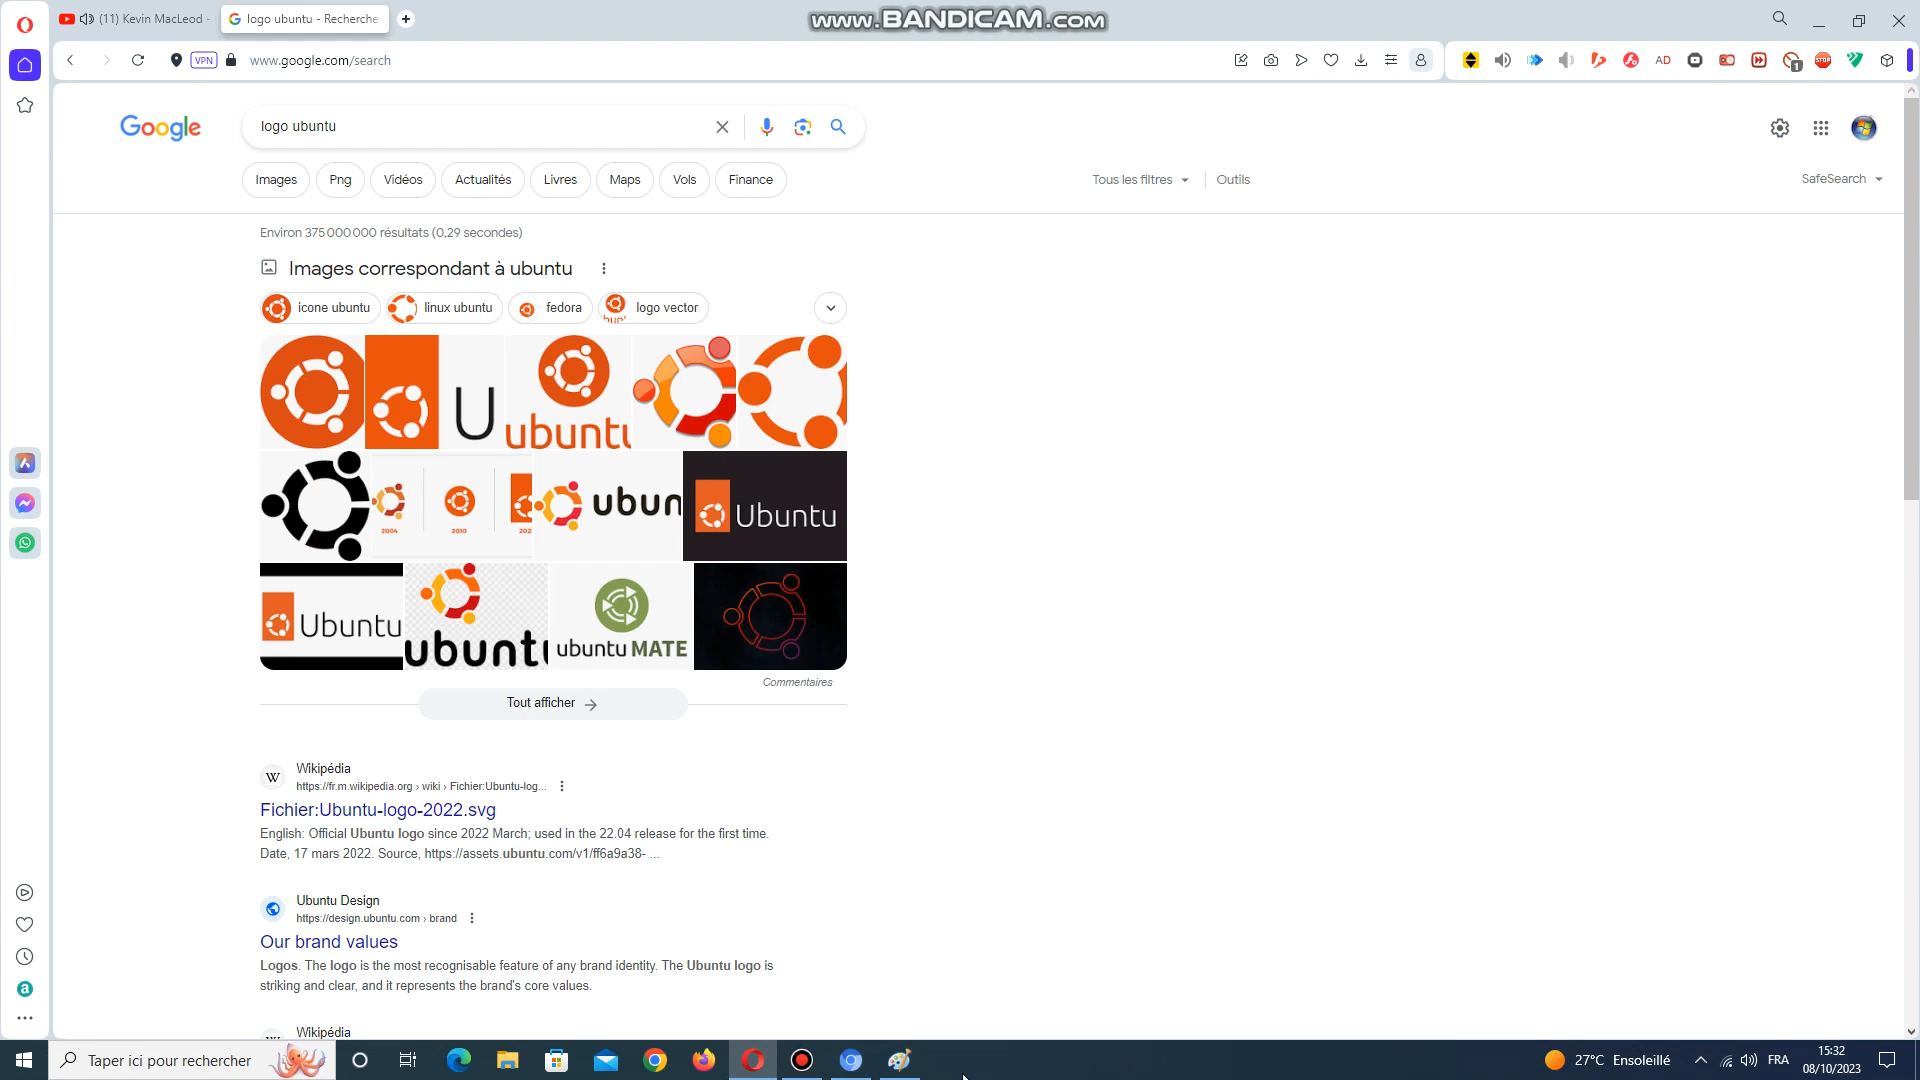 (11) Kevin MacLeod -
logo ubuntu - Recherche
www.BANDICAM.com
VPN
www.google.com/search
AD
1
STOP
Google
logo ubuntu
Images
Png
Vidéos
Actualités
Livres
Maps
Vols
Finance
Tous les filtres
Outils
SafeSearch
Environ 375 000 000 résultats (0,29 secondes)
Images correspondant à ubuntu
icone ubuntu
linux ubuntu
fedora
logo vector
U
ubuntu
2004
2010
202
ubun
Ubuntu
Ubuntu
ubuntu
ubuntu MATE
Commentaires
Tout afficher
W
Wikipédia
https://fr.m.wikipedia.org › wiki › Fichier:Ubuntu-log...
Fichier:Ubuntu-logo-2022.svg
English: Official Ubuntu logo since 2022 March; used in the 22.04 release for the first time.
Date, 17 mars 2022. Source, https://assets.ubuntu.com/v1/ff6a9a38- ...
Ubuntu Design
https://design.ubuntu.com › brand
Our brand values
Logos. The logo is the most recognisable feature of any brand identity. The Ubuntu logo is
striking and clear, and it represents the brand's core values.
Wikipédia
Taper ici pour rechercher
27°C Ensoleillé
FRA
15:32
08/10/2023